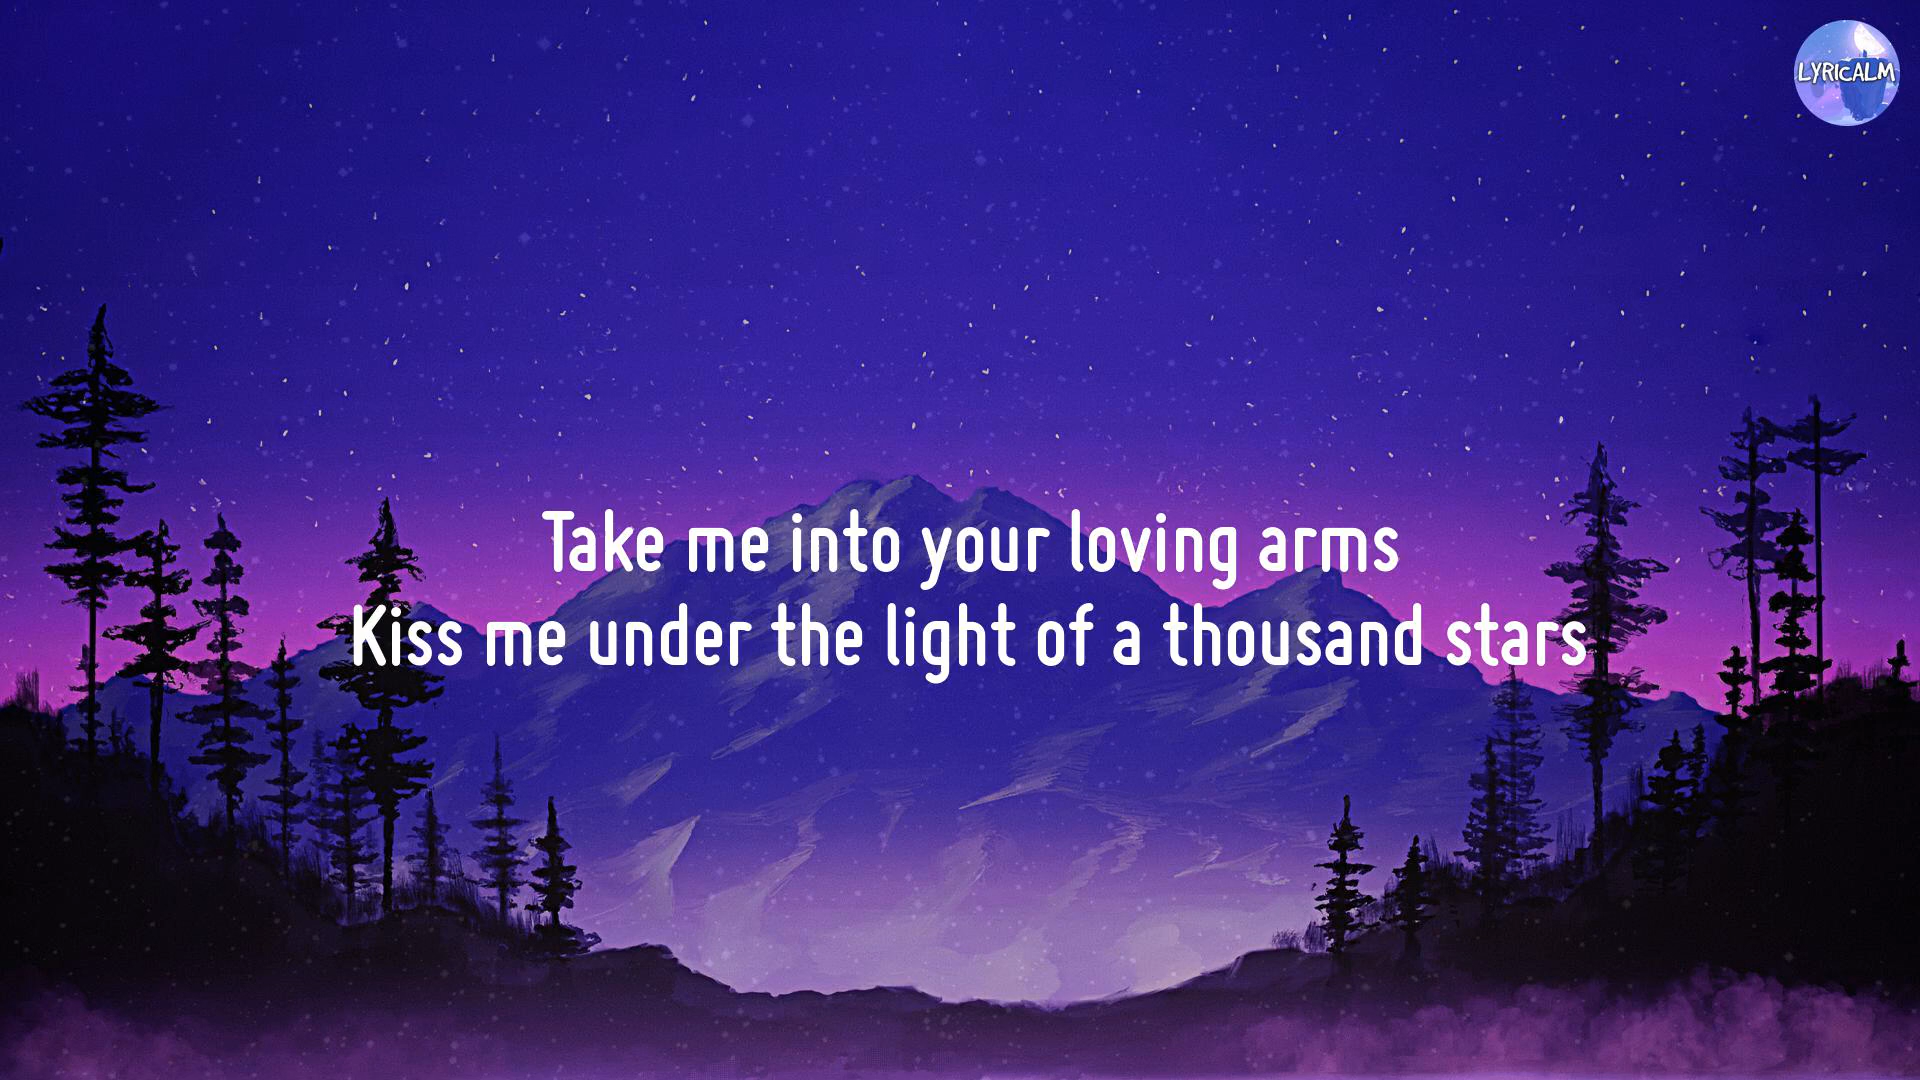 LYRICALM
Take me into your loving arms
Kiss me under the light of a thousand stars